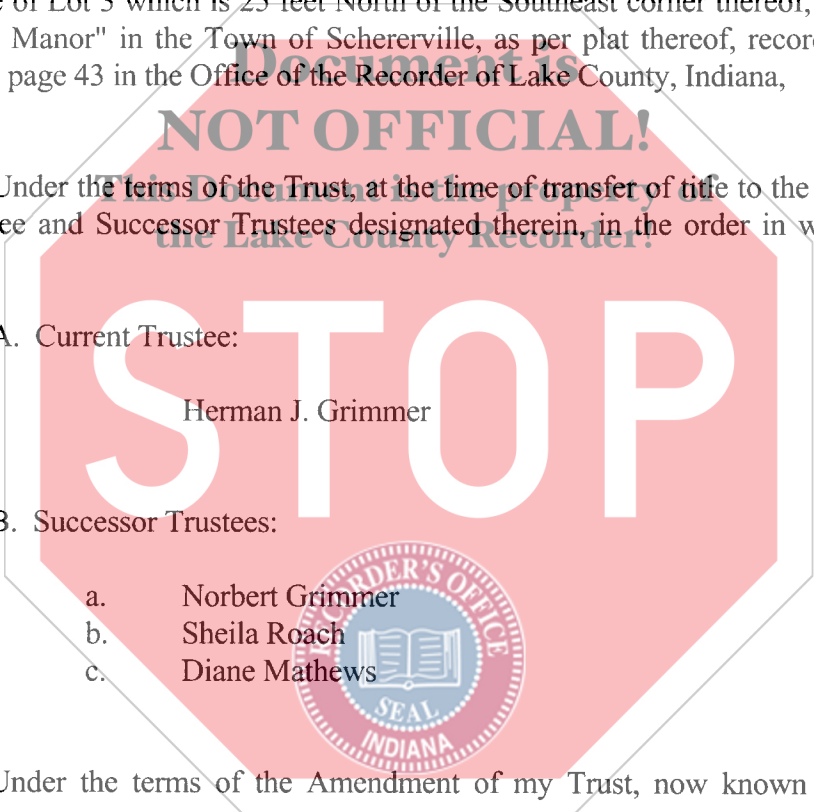 of Lot 3 which is 25 feet North of the Southeast corner thereof,
Manor" in the Town of Schererville, as per plat thereof, recor
page 43 in the Office of the Recorder of Lake County, Indiana,
Document is
NOT OFFICIAL!
Under the terms of the Trust, at the time of transfer of title to the
This Document is the property of
ee and Successor Trustees designated therein, in the order in w
the Lake County Recorder!
A. Current Trustee:
Herman J. Grimmer
STOP
B. Successor Trustees:
a. Norbert Grimmer
b. Sheila Roach
c. Diane Mathews
RECORDER'S OFFICE
SEAL
INDIANA
Under the terms of the Amendment of my Trust, now known